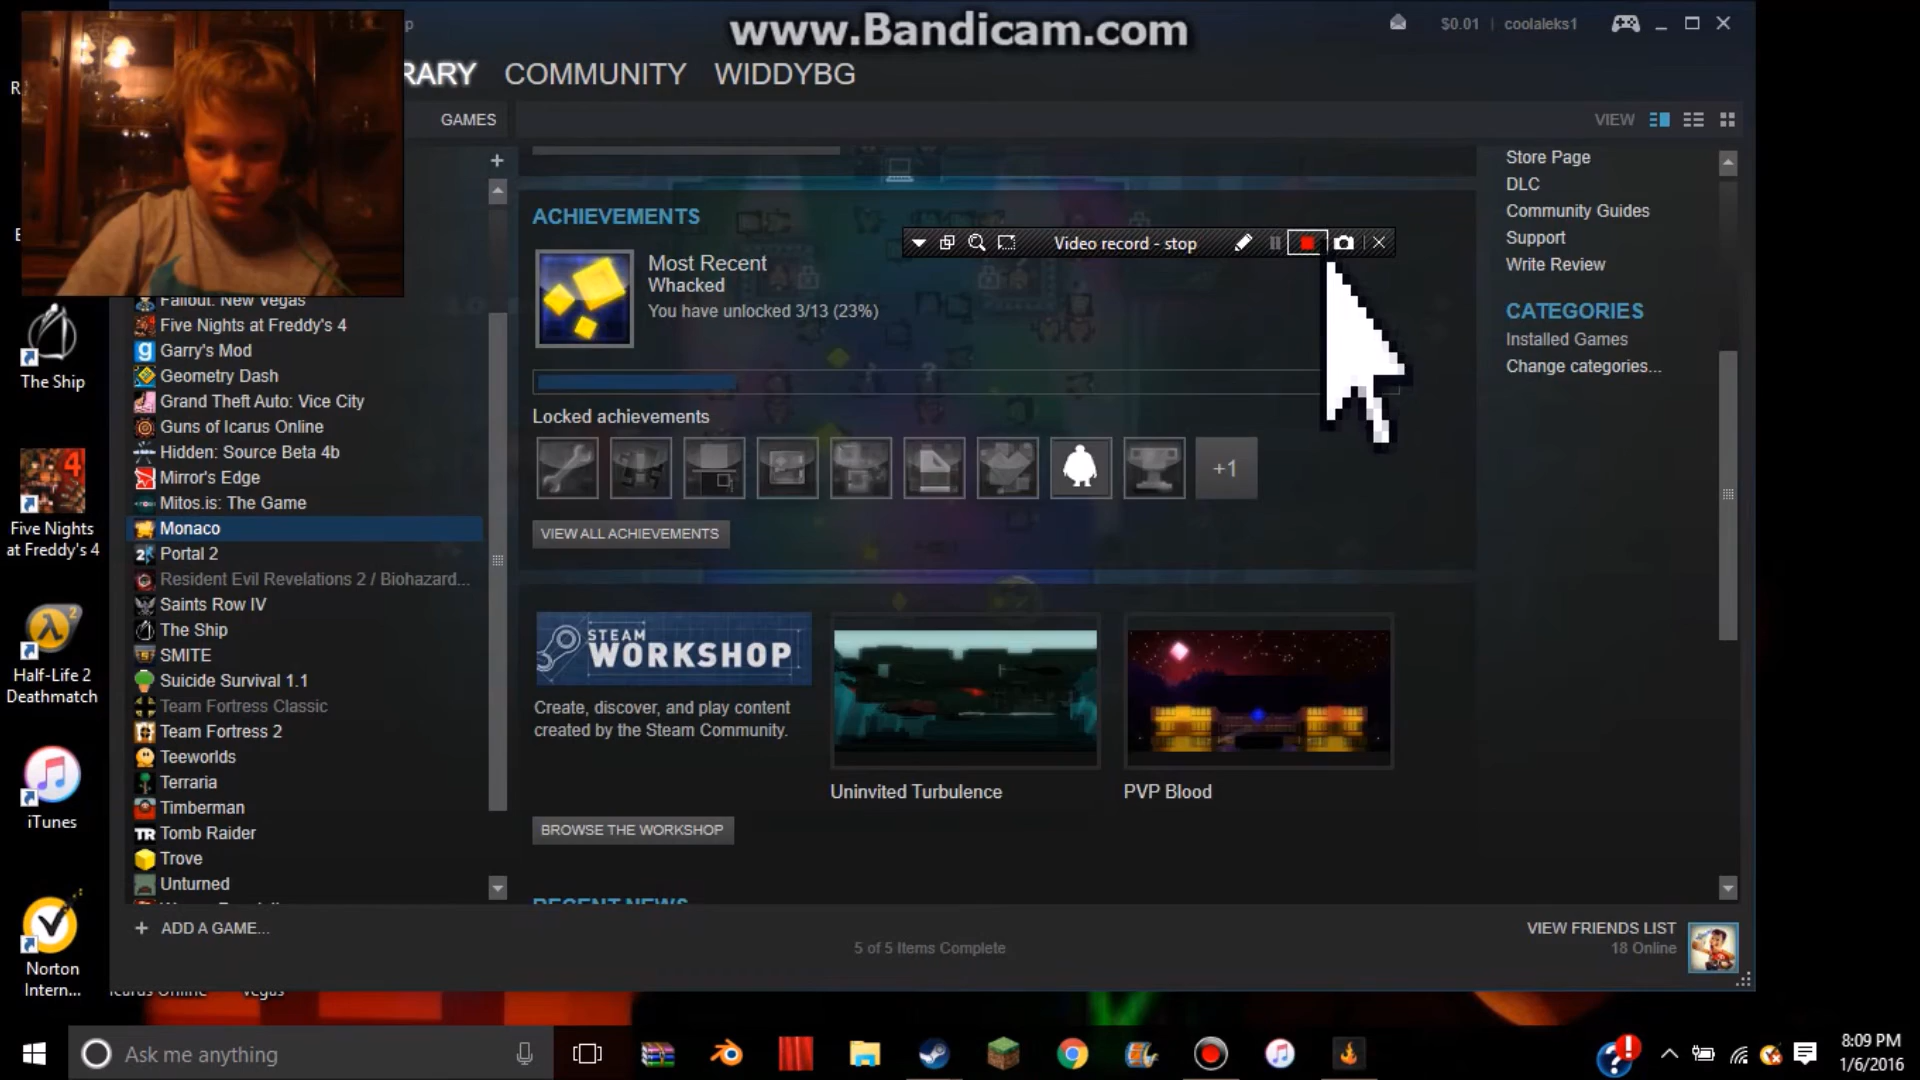 www.Bandicam.com
$0.01 | coolaleks1
RARY COMMUNITY WIDDYBG
GAMES
VIEW
ACHIEVEMENTS
Most Recent
Whacked
You have unlocked 3/13 (23%)
Video record - stop
Locked achievements
+1
VIEW ALL ACHIEVEMENTS
STEAM
WORKSHOP
Create, discover, and play content
created by the Steam Community.
Uninvited Turbulence
PVP Blood
BROWSE THE WORKSHOP
RECENT NEWS
Store Page
DLC
Community Guides
Support
Write Review
CATEGORIES
Installed Games
Change categories...
Fallout: New Vegas
Five Nights at Freddy's 4
Garry's Mod
Geometry Dash
Grand Theft Auto: Vice City
Guns of Icarus Online
Hidden: Source Beta 4b
Mirror's Edge
Mitos.is: The Game
Monaco
Portal 2
Resident Evil Revelations 2 / Biohazard...
Saints Row IV
The Ship
SMITE
Suicide Survival 1.1
Team Fortress Classic
Team Fortress 2
Teeworlds
Terraria
Timberman
Tomb Raider
Trove
Unturned
+ ADD A GAME...
5 of 5 Items Complete
VIEW FRIENDS LIST
18 Online
The Ship
4
Five Nights
at Freddy's 4
2
Half-Life 2
Deathmatch
iTunes
Norton
Intern...
Icarus Online
Vegas
Ask me anything
8:09 PM
1/6/2016